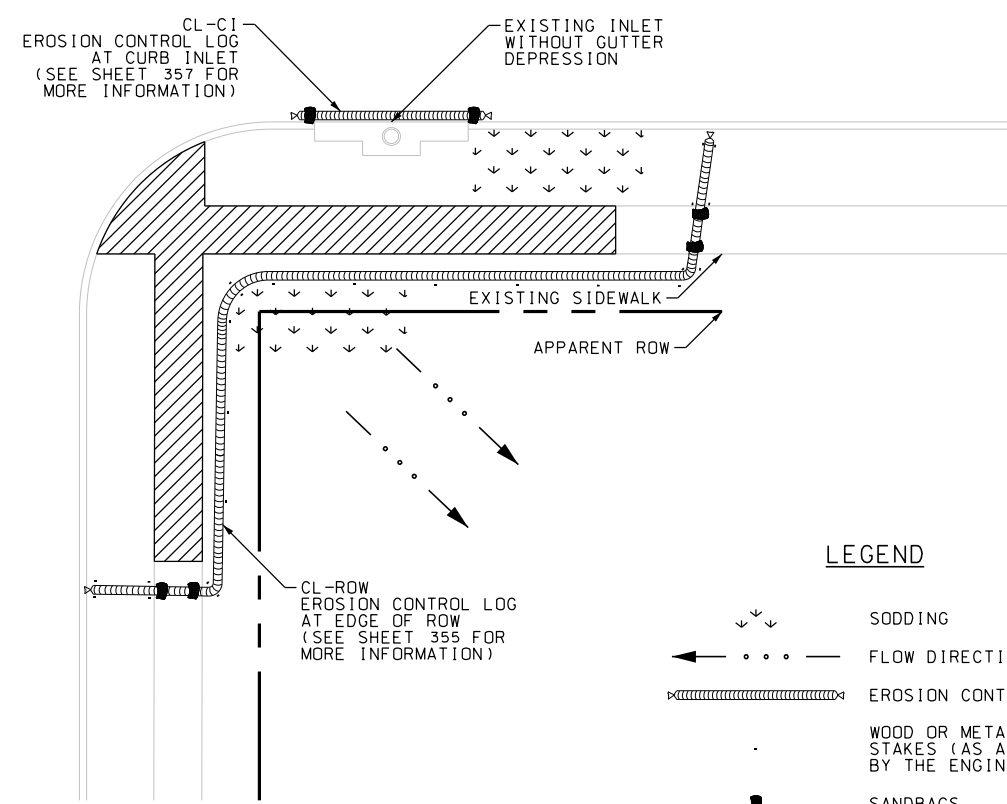 CL-CI
EROSION CONTROL LOG
AT CURB INLET
(SEE SHEET 357 FOR
MORE INFORMATION)
EXISTING INLET
WITHOUT GUTTER
DEPRESSION
EXISTING SIDEWALK
APPARENT ROW
CL-ROW
EROSION CONTROL LOG
AT EDGE OF ROW
(SEE SHEET 355 FOR
MORE INFORMATION)
LEGEND
SODDING
FLOW DIRECTI
EROSION CONT
WOOD OR META
STAKES (AS A
BY THE ENGIN
SANDBAGS